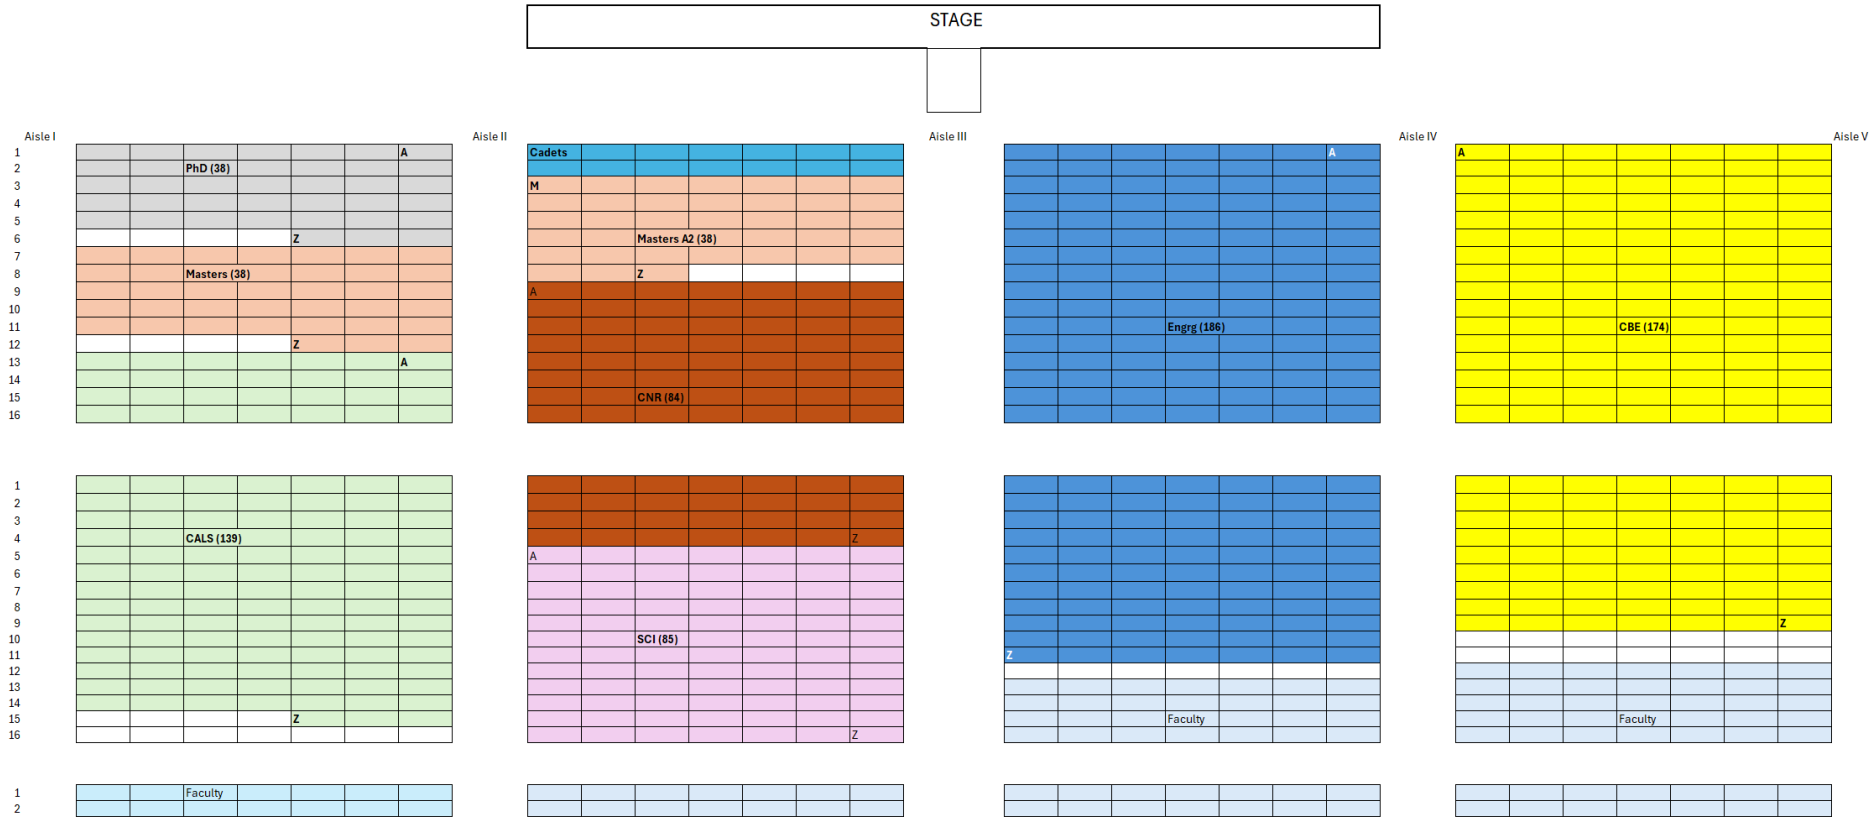 STAGE
Aisle I Aisle II Aisle III Aisle IV Aisle V
1 A Cadets A A
2 PhD (38)
3 M
4
5
6 Z Masters A2 (38)
7
8 Masters (38) Z
9 A
10
11 Engrg (186) CBE (174)
12 Z
13 A
14
15 CNR (84)
16
1
2
3
4 CALS (139) Z
5 A
6
7
8
9 Z
10 SCI (85)
11 Z
12
13
14
15 Z Faculty Faculty
16 Z
1 Faculty
2